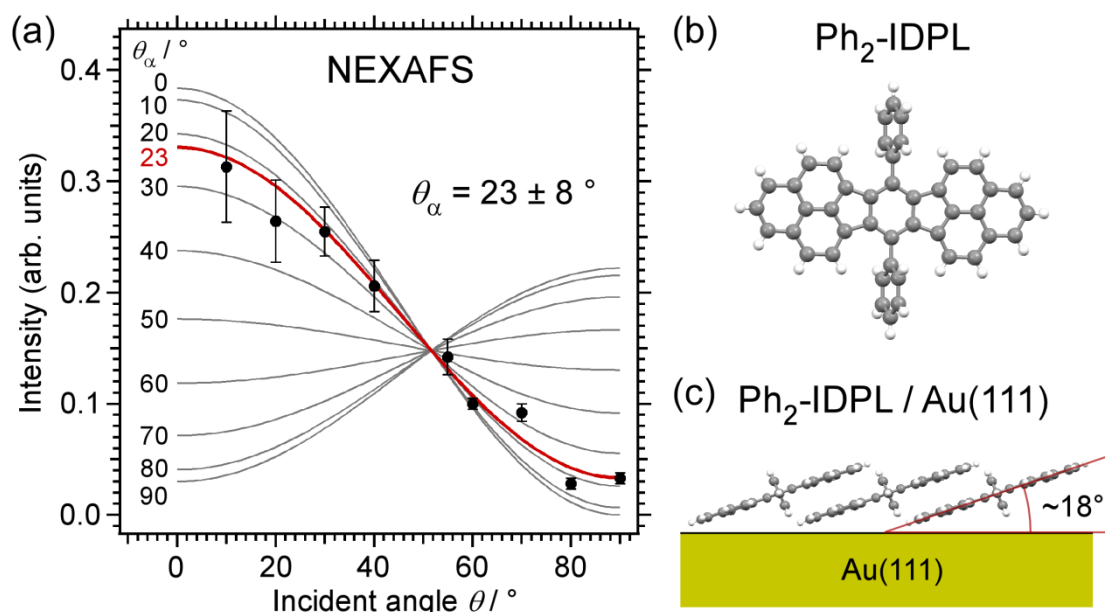 (a)
θα / °
NEXAFS
0
10
20
23
30
40
50
60
70
80
90
θα = 23 ± 8 °
0.4
0.3
0.2
0.1
0.0
Intensity (arb. units)
0 20 40 60 80
Incident angle θ / °
(b)
Ph₂-IDPL
(c) Ph₂-IDPL / Au(111)
~18°
Au(111)